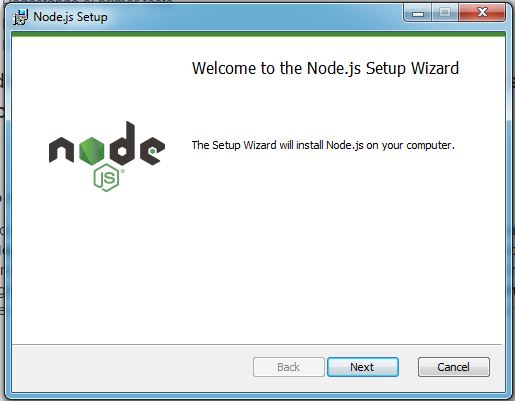 Node.js Setup
Welcome to the Node.js Setup Wizard
node
JS®
The Setup Wizard will install Node.js on your computer.
Back
Next
Cancel